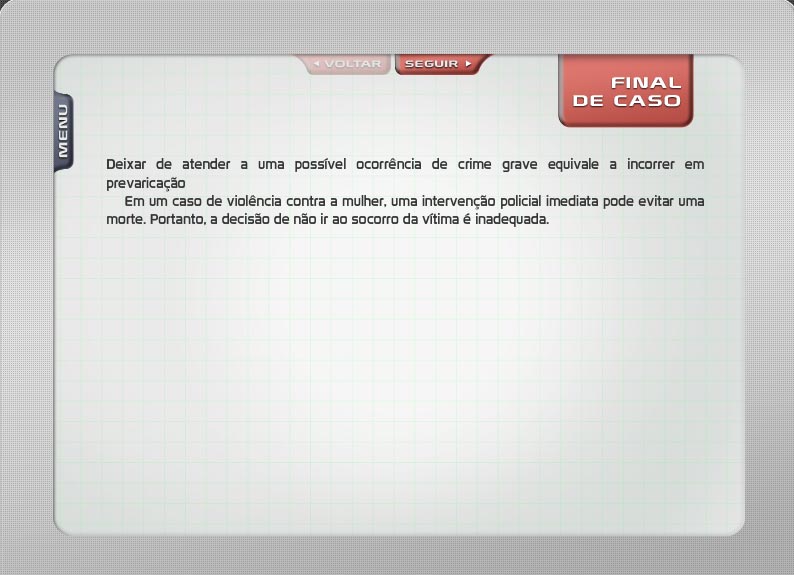 VOLTAR
SEGUIR
FINAL
DE CASO
MENU
Deixar de atender a uma possível ocorrência de crime grave equivale a incorrer em
prevaricação
Em um caso de violência contra a mulher, uma intervenção policial imediata pode evitar uma
morte. Portanto, a decisão de não ir ao socorro da vítima é inadequada.